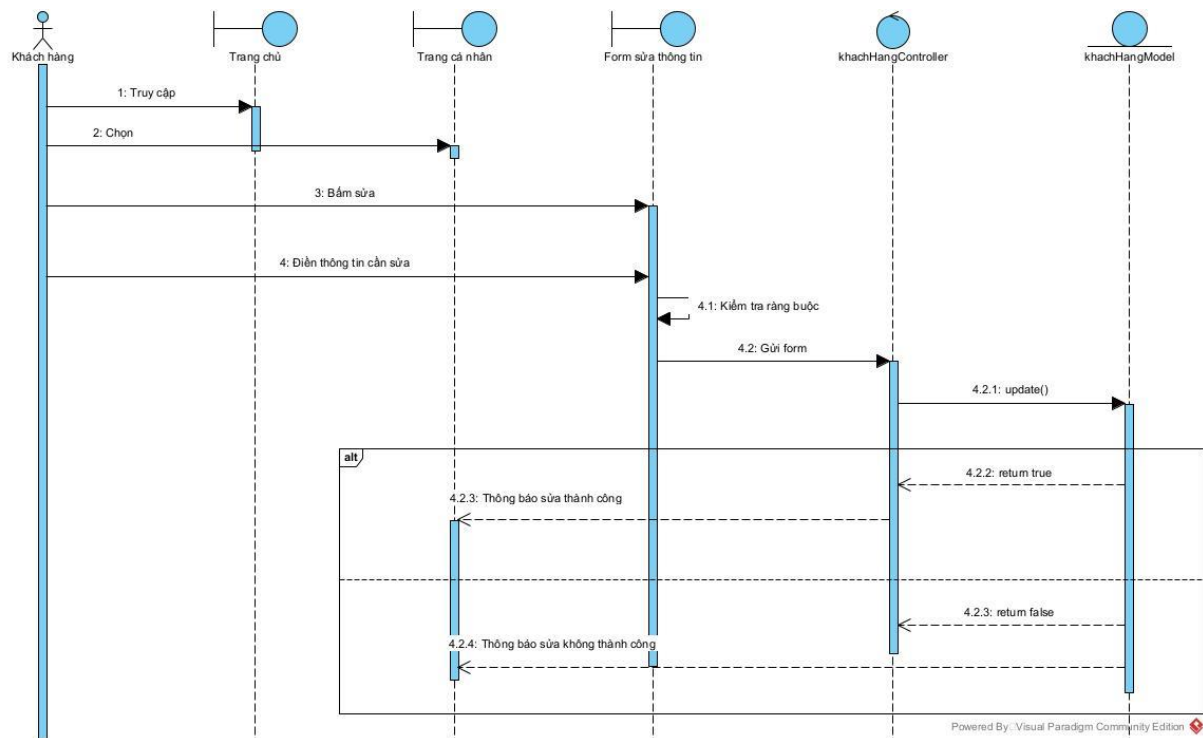 Khách hàng
Trang chủ
Trang cá nhân
Form sửa thông tin
khachHangController
khachHangModel
1: Truy cập
2: Chọn
3: Bấm sửa
4: Điền thông tin cần sửa
4.1: Kiểm tra ràng buộc
4.2: Gửi form
4.2.1: update()
alt
4.2.2: return true
4.2.3: Thông báo sửa thành công
4.2.3: return false
4.2.4: Thông báo sửa không thành công
Powered By Visual Paradigm Community Edition